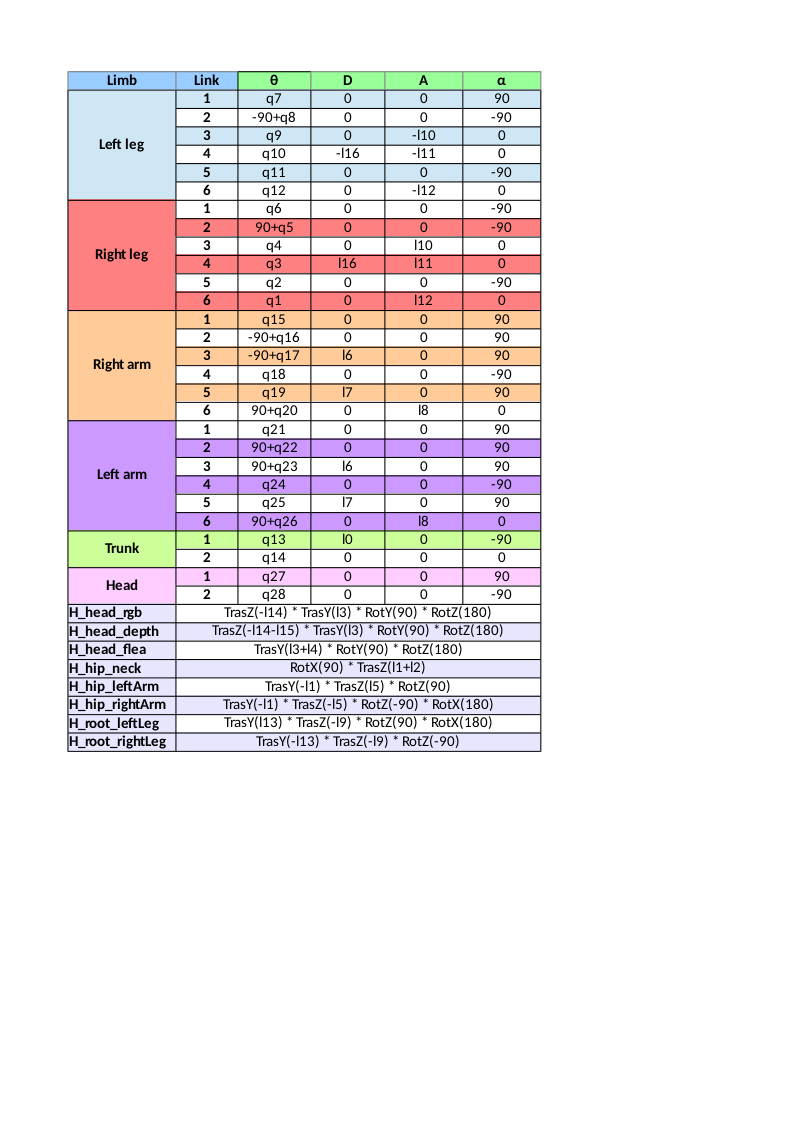 Limb Link θ D A α
Left leg
1 q7 0 0 90
2 -90+q8 0 0 -90
3 q9 0 -l10 0
4 q10 -l16 -l11 0
5 q11 0 0 -90
6 q12 0 -l12 0
Right leg
1 q6 0 0 -90
2 90+q5 0 0 -90
3 q4 0 l10 0
4 q3 l16 l11 0
5 q2 0 0 -90
6 q1 0 l12 0
Right arm
1 q15 0 0 90
2 -90+q16 0 0 90
3 -90+q17 l6 0 90
4 q18 0 0 -90
5 q19 l7 0 90
6 90+q20 0 l8 0
Left arm
1 q21 0 0 90
2 90+q22 0 0 90
3 90+q23 l6 0 90
4 q24 0 0 -90
5 q25 l7 0 90
6 90+q26 0 l8 0
Trunk
1 q13 l0 0 -90
2 q14 0 0 0
Head
1 q27 0 0 90
2 q28 0 0 -90
H_head_rgb TrasZ(-l14) * TrasY(l3) * RotY(90) * RotZ(180)
H_head_depth TrasZ(-l14-l15) * TrasY(l3) * RotY(90) * RotZ(180)
H_head_flea TrasY(l3+l4) * RotY(90) * RotZ(180)
H_hip_neck RotX(90) * TrasZ(l1+l2)
H_hip_leftArm TrasY(-l1) * TrasZ(l5) * RotZ(90)
H_hip_rightArm TrasY(-l1) * TrasZ(-l5) * RotZ(-90) * RotX(180)
H_root_leftLeg TrasY(l13) * TrasZ(-l9) * RotZ(90) * RotX(180)
H_root_rightLeg TrasY(-l13) * TrasZ(-l9) * RotZ(-90)